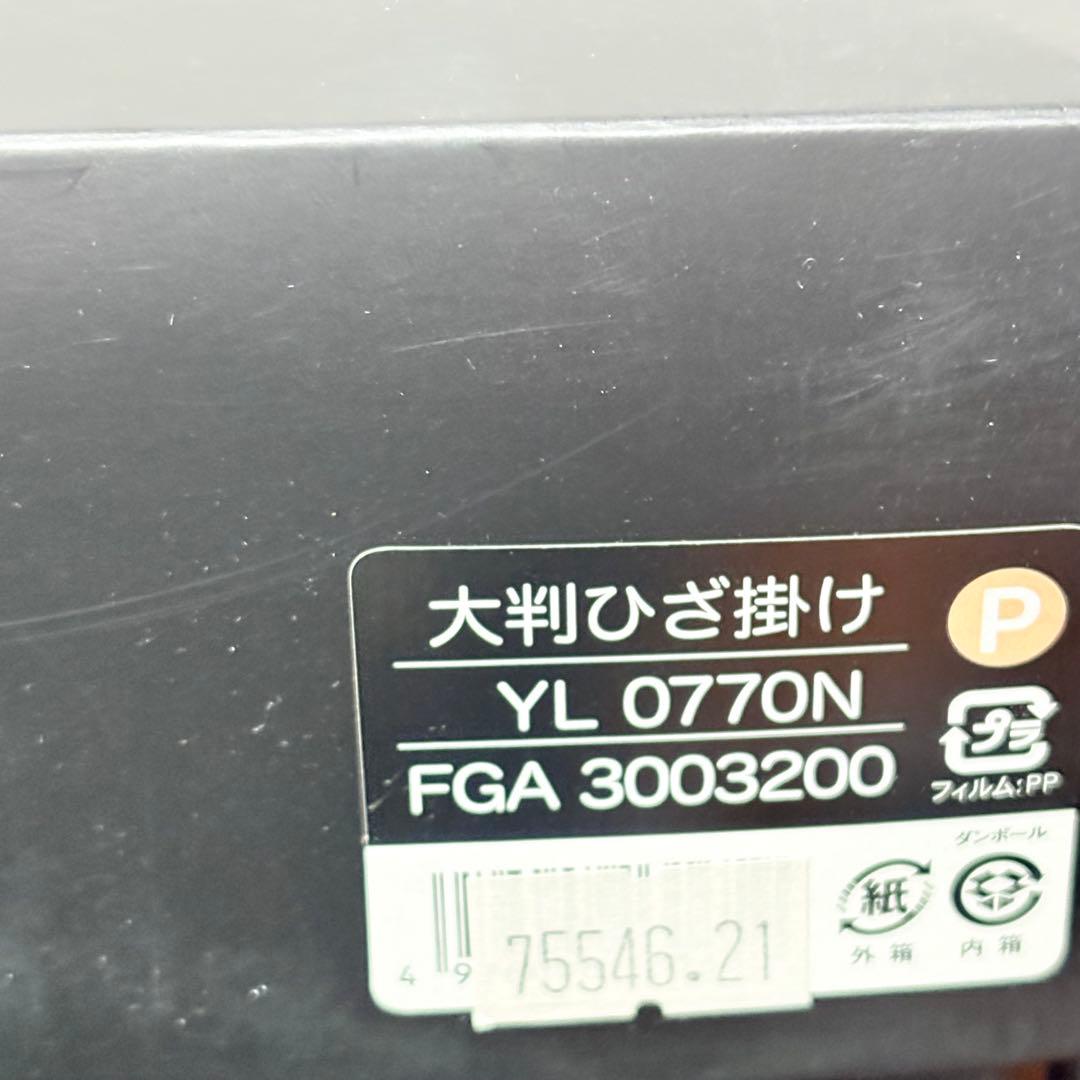 大判ひざ掛け
P
YL 0770N
プラ
FGA 3003200
フィルム:PP
ダンボール
紙
外箱
内箱
4 9
75546.21